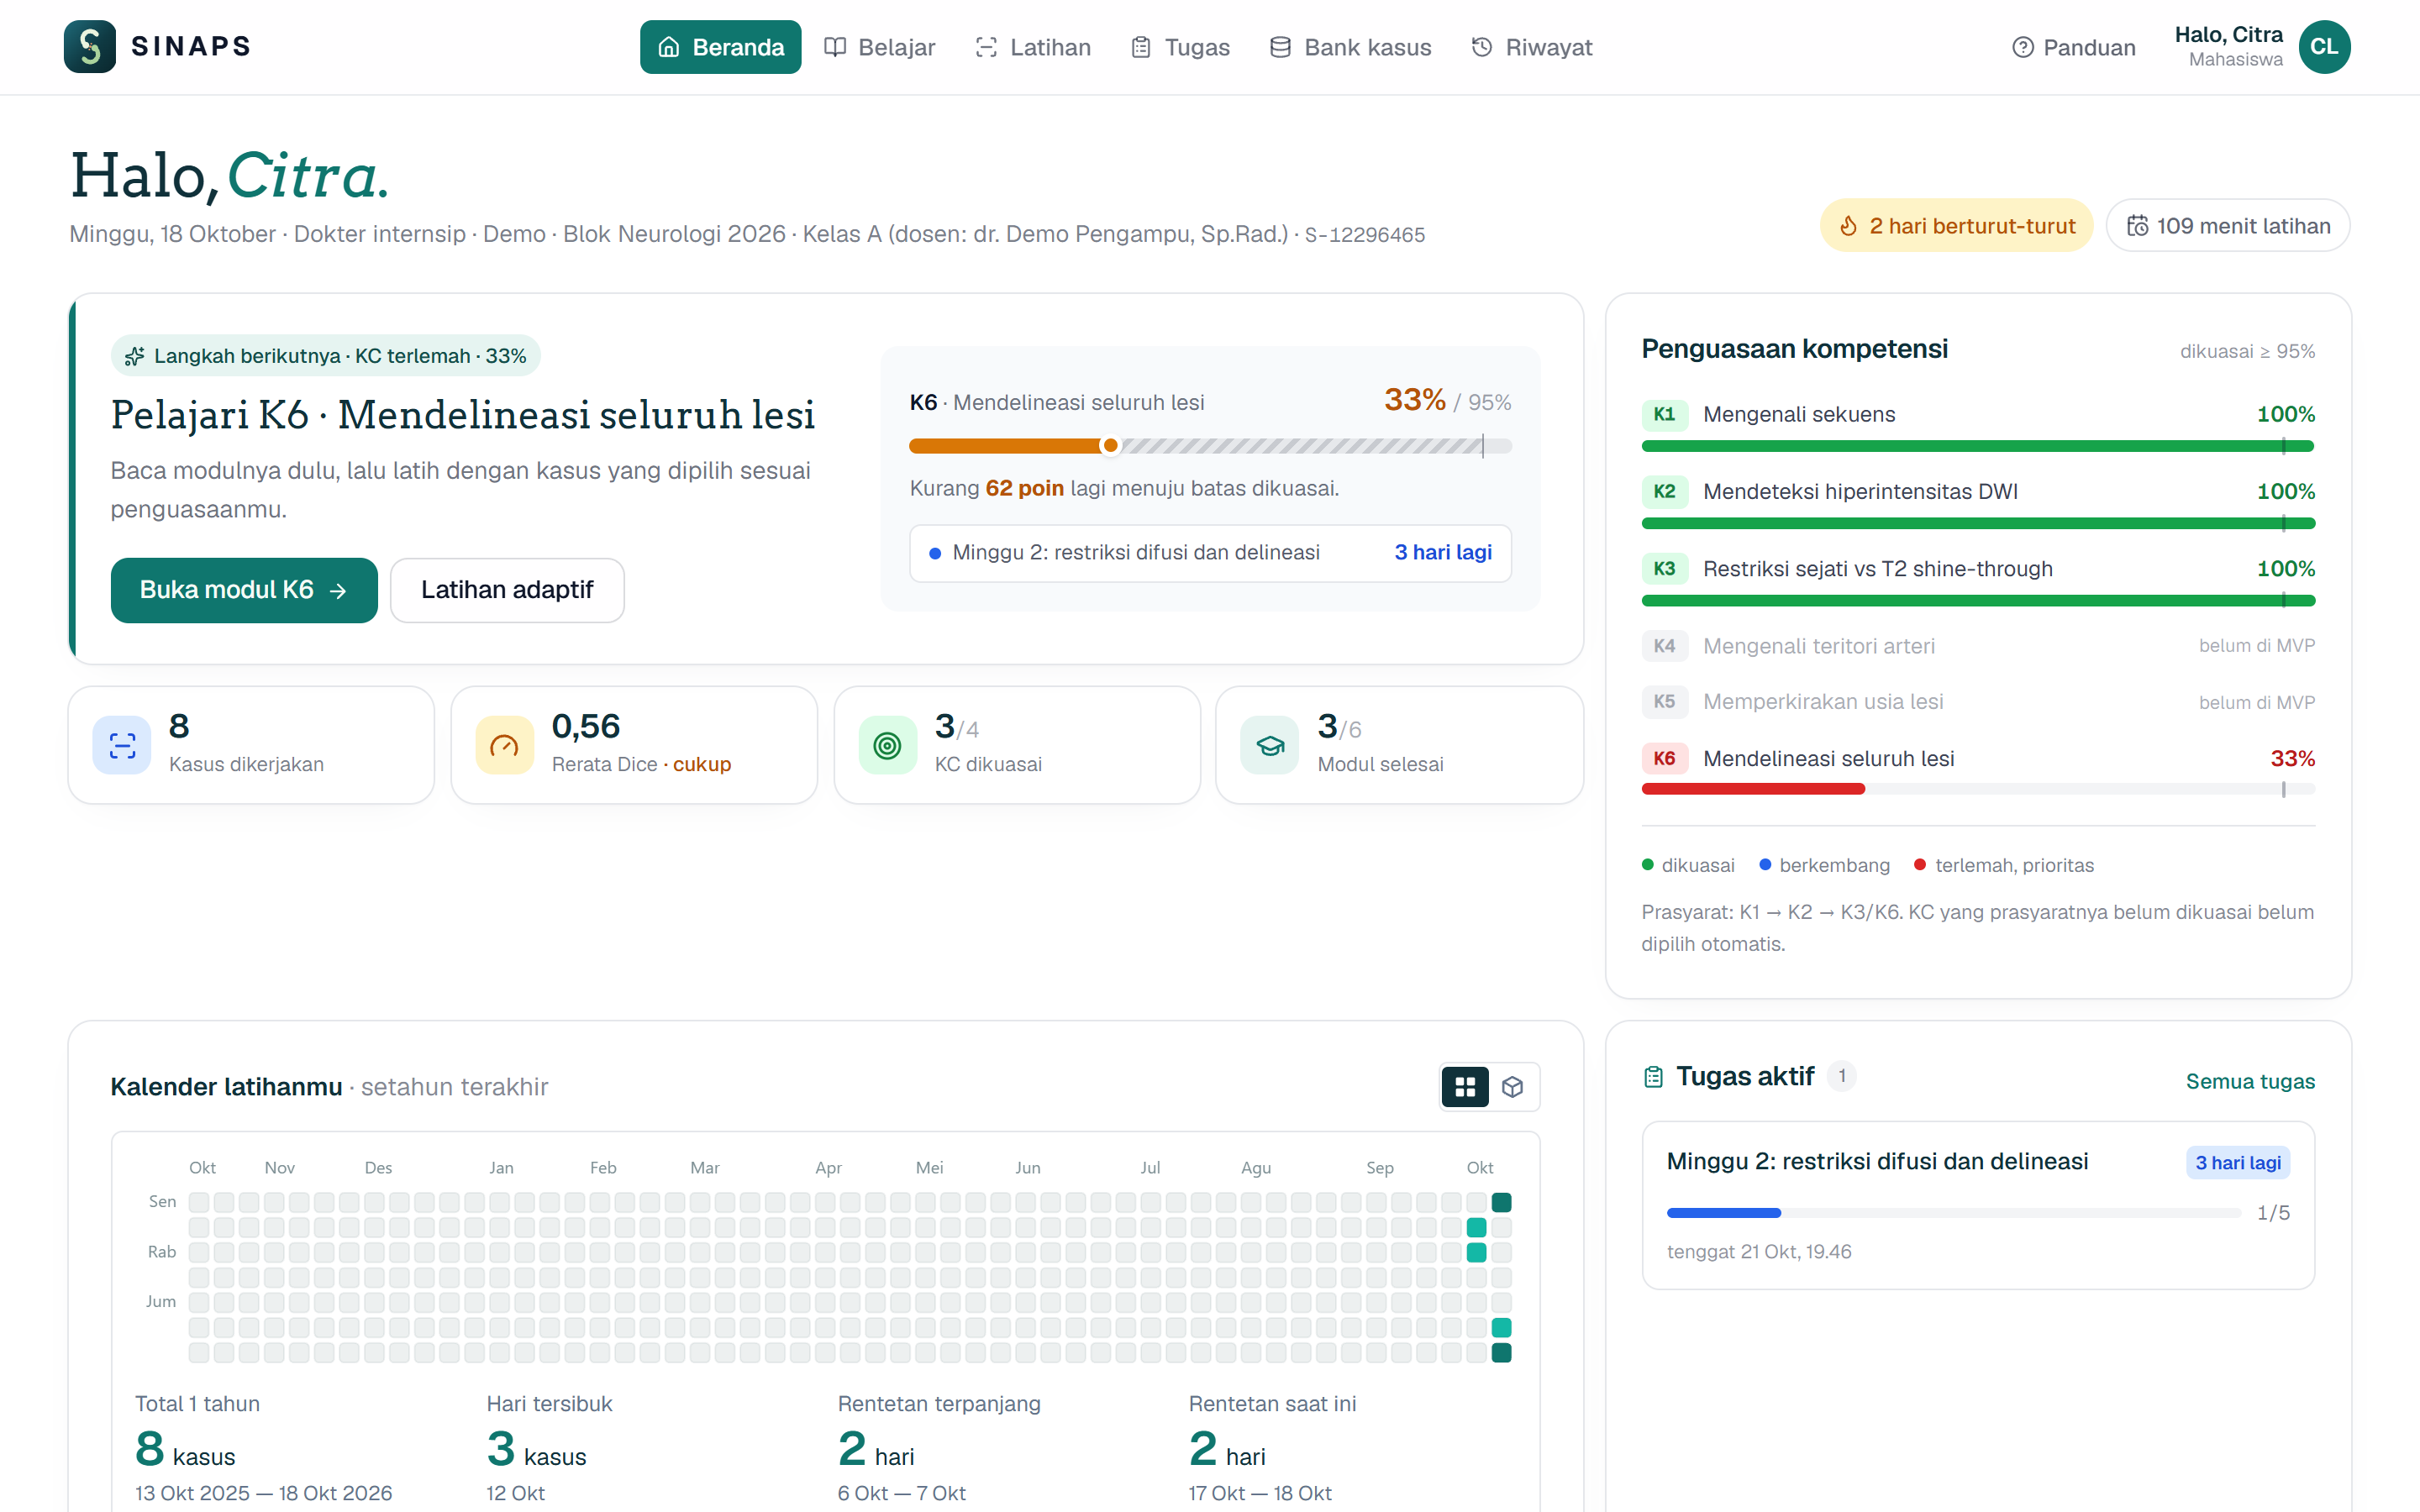 SINAPS
Beranda
Belajar
Latihan
Tugas
Bank kasus
Riwayat
Panduan
Halo, Citra
Mahasiswa
CL
Halo, Citra.
Minggu, 18 Oktober · Dokter internsip · Demo · Blok Neurologi 2026 · Kelas A (dosen: dr. Demo Pengampu, Sp.Rad.) · S-12296465
2 hari berturut-turut
109 menit latihan
Langkah berikutnya · KC terlemah · 33%
Pelajari K6 · Mendelineasi seluruh lesi
Baca modulnya dulu, lalu latih dengan kasus yang dipilih sesuai
penguasaanmu.
Buka modul K6 →
Latihan adaptif
K6 · Mendelineasi seluruh lesi
33% / 95%
Kurang 62 poin lagi menuju batas dikuasai.
Minggu 2: restriksi difusi dan delineasi
3 hari lagi
8
Kasus dikerjakan
0,56
Rerata Dice · cukup
3/4
KC dikuasai
3/6
Modul selesai
Penguasaan kompetensi
dikuasai ≥ 95%
K1 Mengenali sekuens 100%
K2 Mendeteksi hiperintensitas DWI 100%
K3 Restriksi sejati vs T2 shine-through 100%
K4 Mengenali teritori arteri belum di MVP
K5 Memperkirakan usia lesi belum di MVP
K6 Mendelineasi seluruh lesi 33%
dikuasai
berkembang
terlemah, prioritas
Prasyarat: K1 → K2 → K3/K6. KC yang prasyaratnya belum dikuasai belum
dipilih otomatis.
Kalender latihanmu · setahun terakhir
Okt Nov Des Jan Feb Mar Apr Mei Jun Jul Agu Sep Okt
Sen
Rab
Jum
Total 1 tahun
8 kasus
13 Okt 2025 — 18 Okt 2026
Hari tersibuk
3 kasus
12 Okt
Rentetan terpanjang
2 hari
6 Okt — 7 Okt
Rentetan saat ini
2 hari
17 Okt — 18 Okt
Tugas aktif 1
Semua tugas
Minggu 2: restriksi difusi dan delineasi
3 hari lagi
1/5
tenggat 21 Okt, 19.46